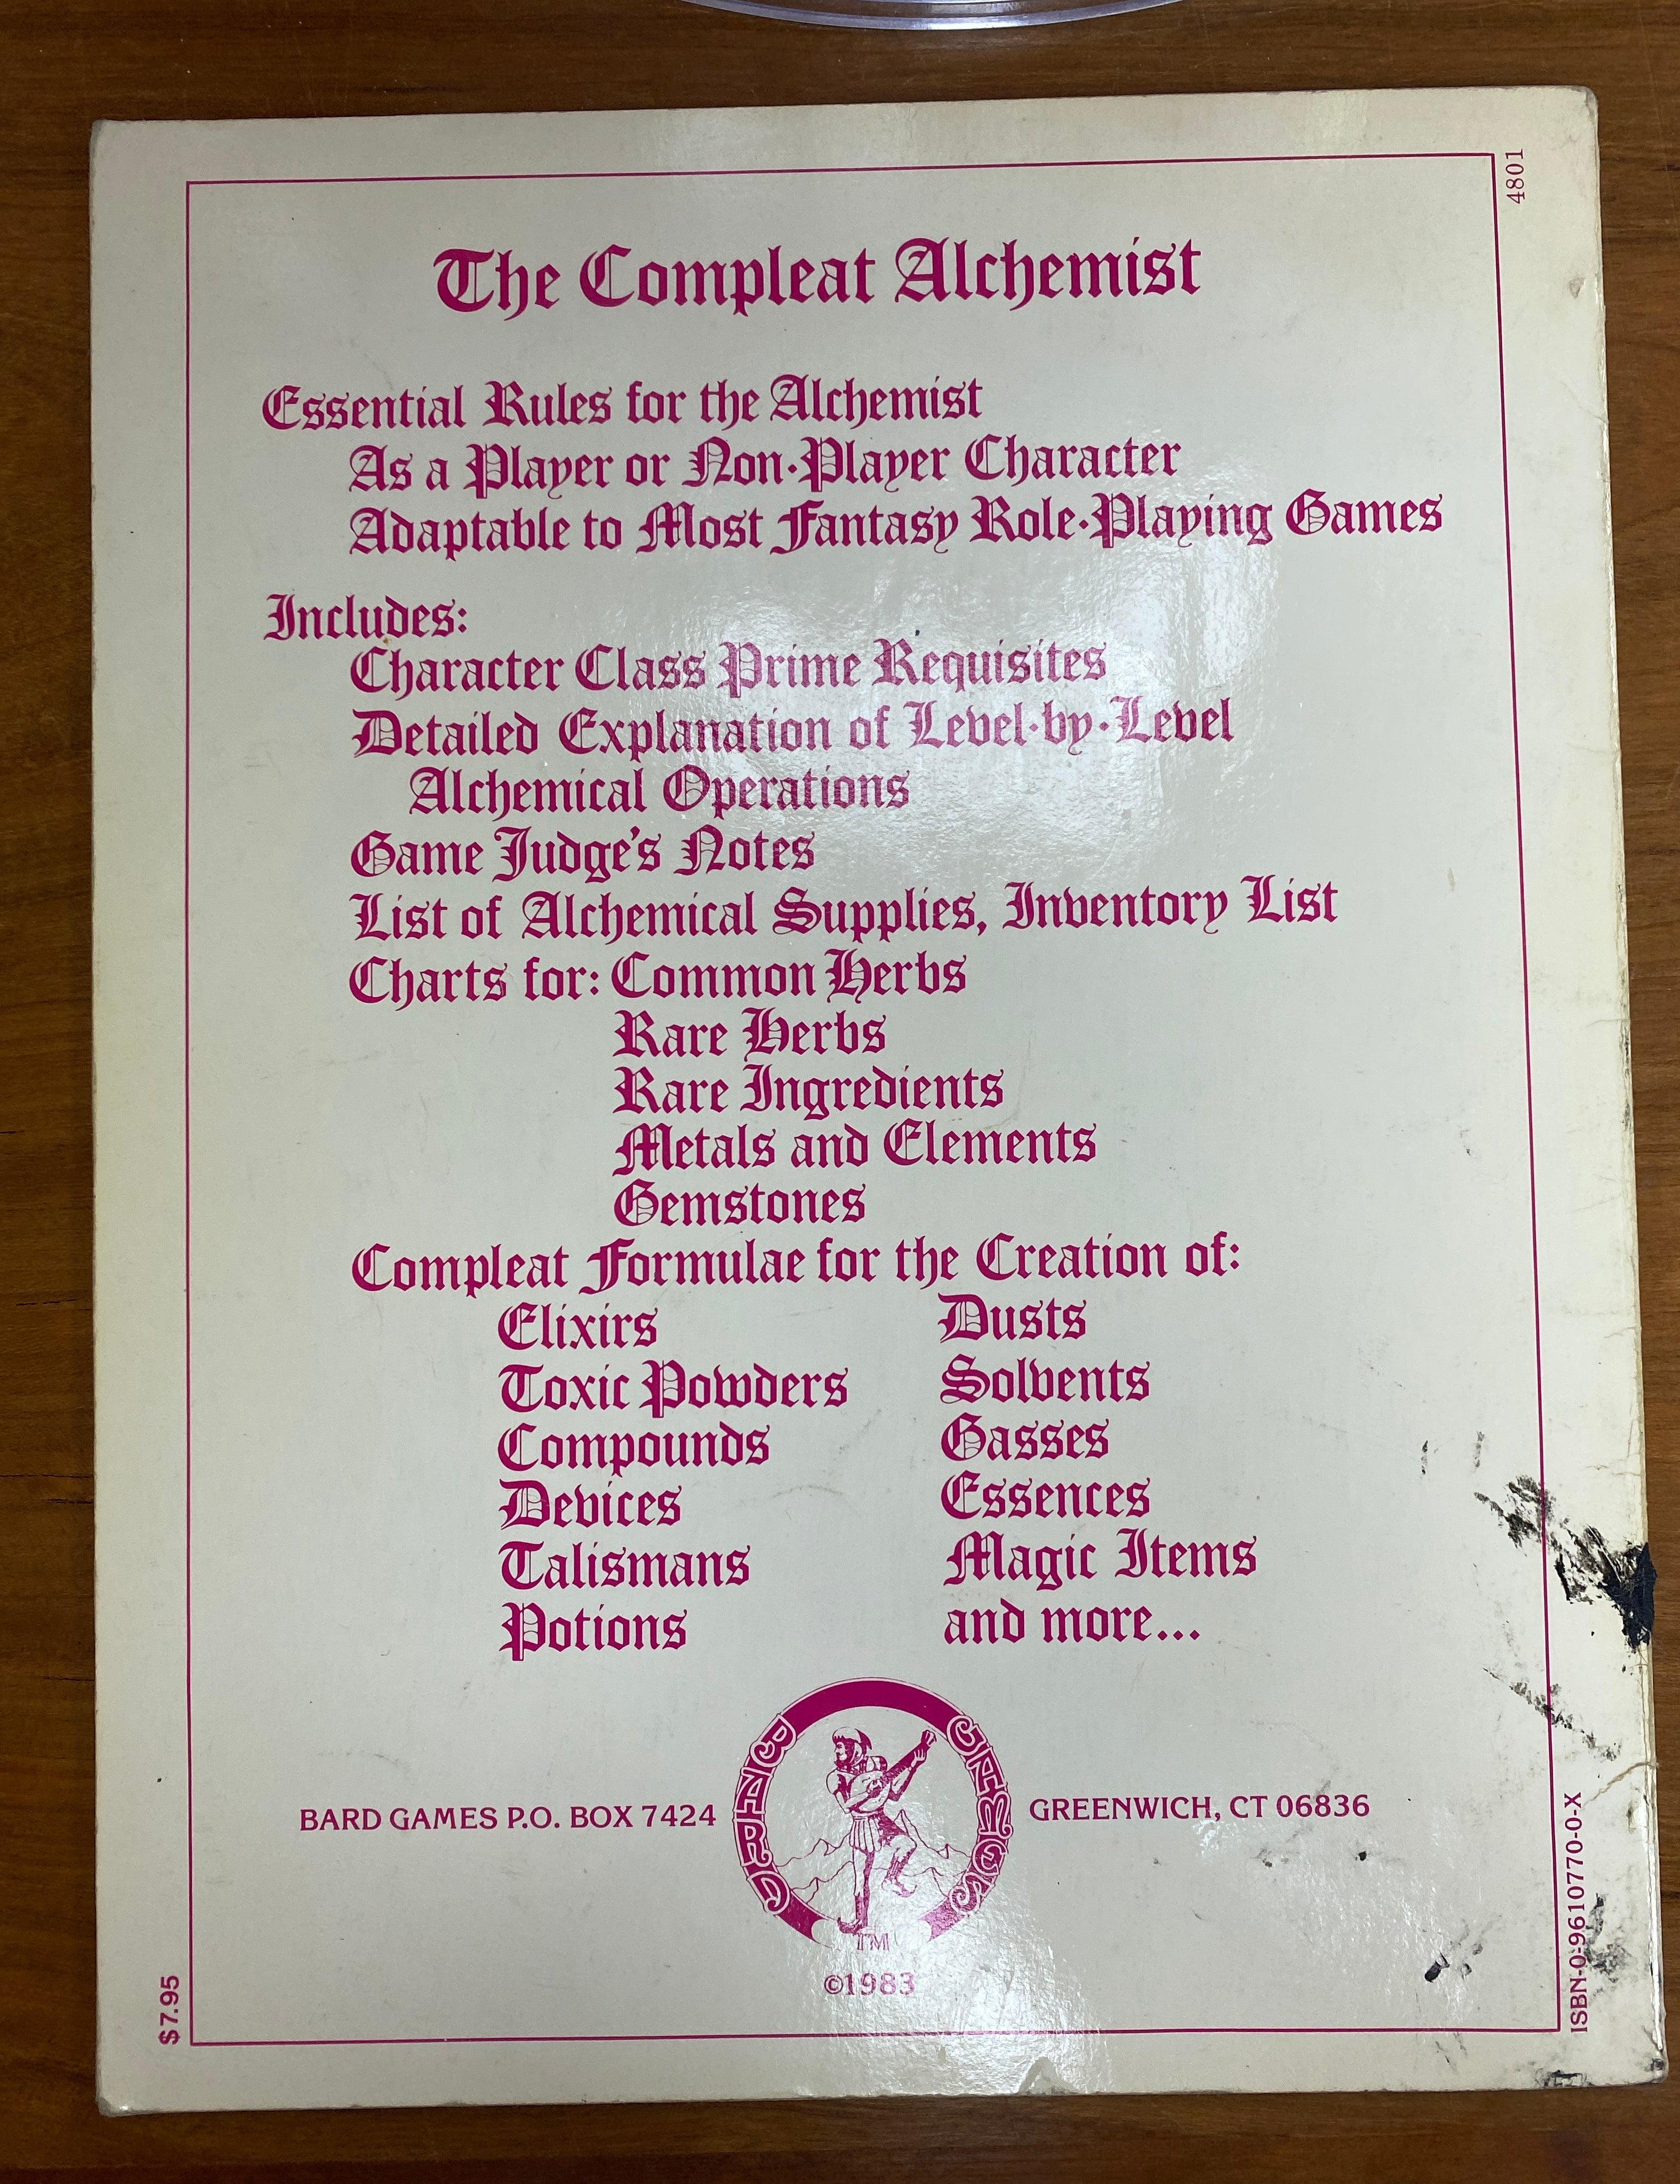 4801
The Compleat Alchemist
Essential Rules for the Alchemist
As a Player or Non-Player Character
Adaptable to Most Fantasy Role-Playing Games
Includes:
Character Class Prime Requisites
Detailed Explanation of Level-by-Level
Alchemical Operations
Game Judge's Notes
List of Alchemical Supplies, Inventory List
Charts for: Common Herbs
Rare Herbs
Rare Ingredients
Metals and Elements
Gemstones
Compleat Formulae for the Creation of:
Elixirs
Toxic Powders
Compounds
Devices
Talismans
Potions
Dusts
Solvents
Gasses
Essences
Magic Items
and more...
BARD GAMES P.O. BOX 7424
BARD GAMES
TM
GREENWICH, CT 06836
©1983
$7.95
ISBN-0-9610770-0-X